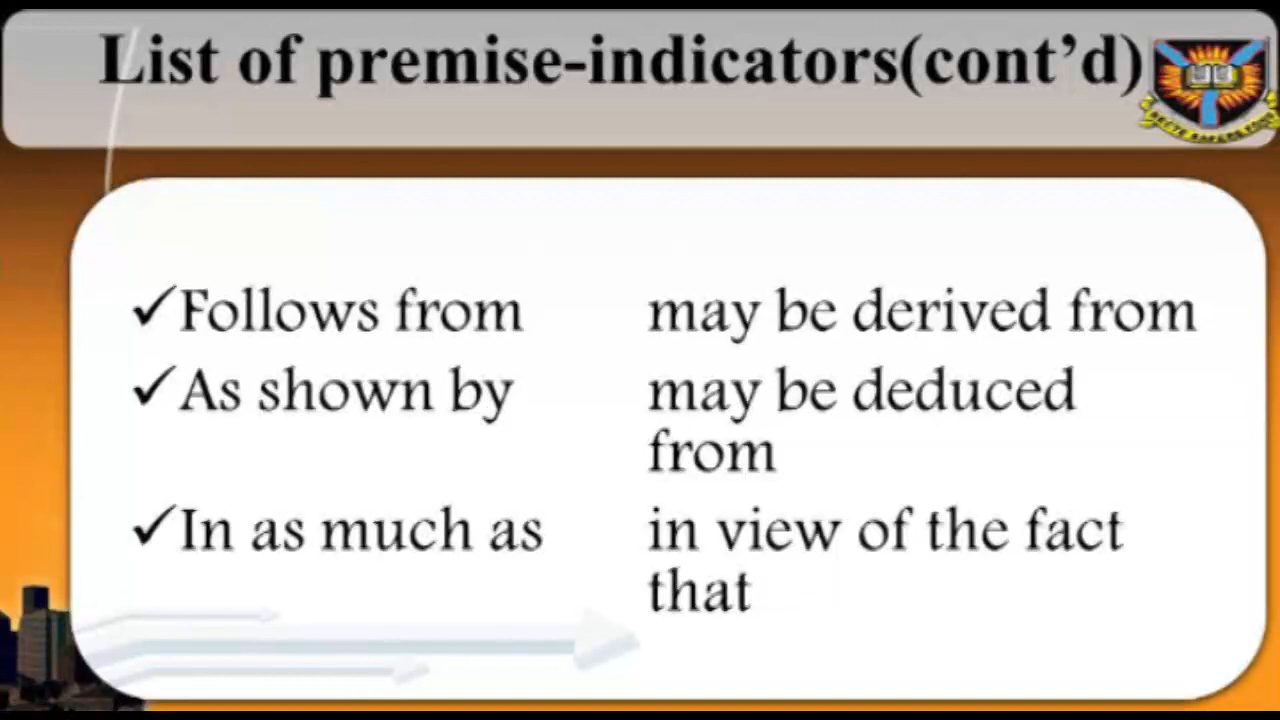 List of premise-indicators(cont’d)
✓Follows from may be derived from
✓As shown by may be deduced
from
✓In as much as in view of the fact
that